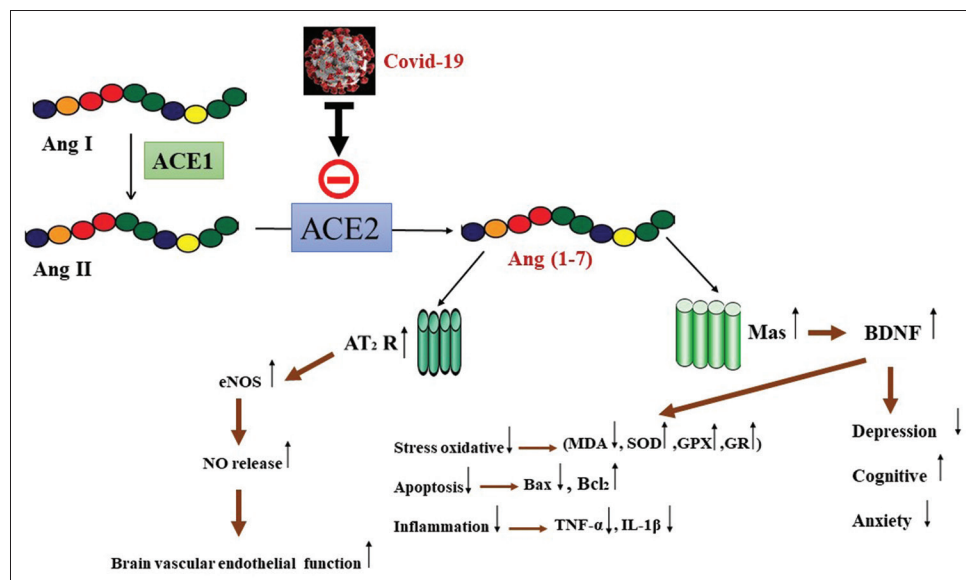 Covid-19
Ang I
ACE1
ACE2
Ang II
Ang (1-7)
AT₂ R↑
Mas↑
BDNF ↑
eNOS ↑
NO release↑
Brain vascular endothelial function ↑
Stress oxidative↓ → (MDA↓, SOD↑,GPX↑,GR↑)
Apoptosis↓ → Bax↓, Bcl₂↑
Inflammation↓ → TNF-α↓, IL-1β↓
Depression ↓
Cognitive ↑
Anxiety ↓